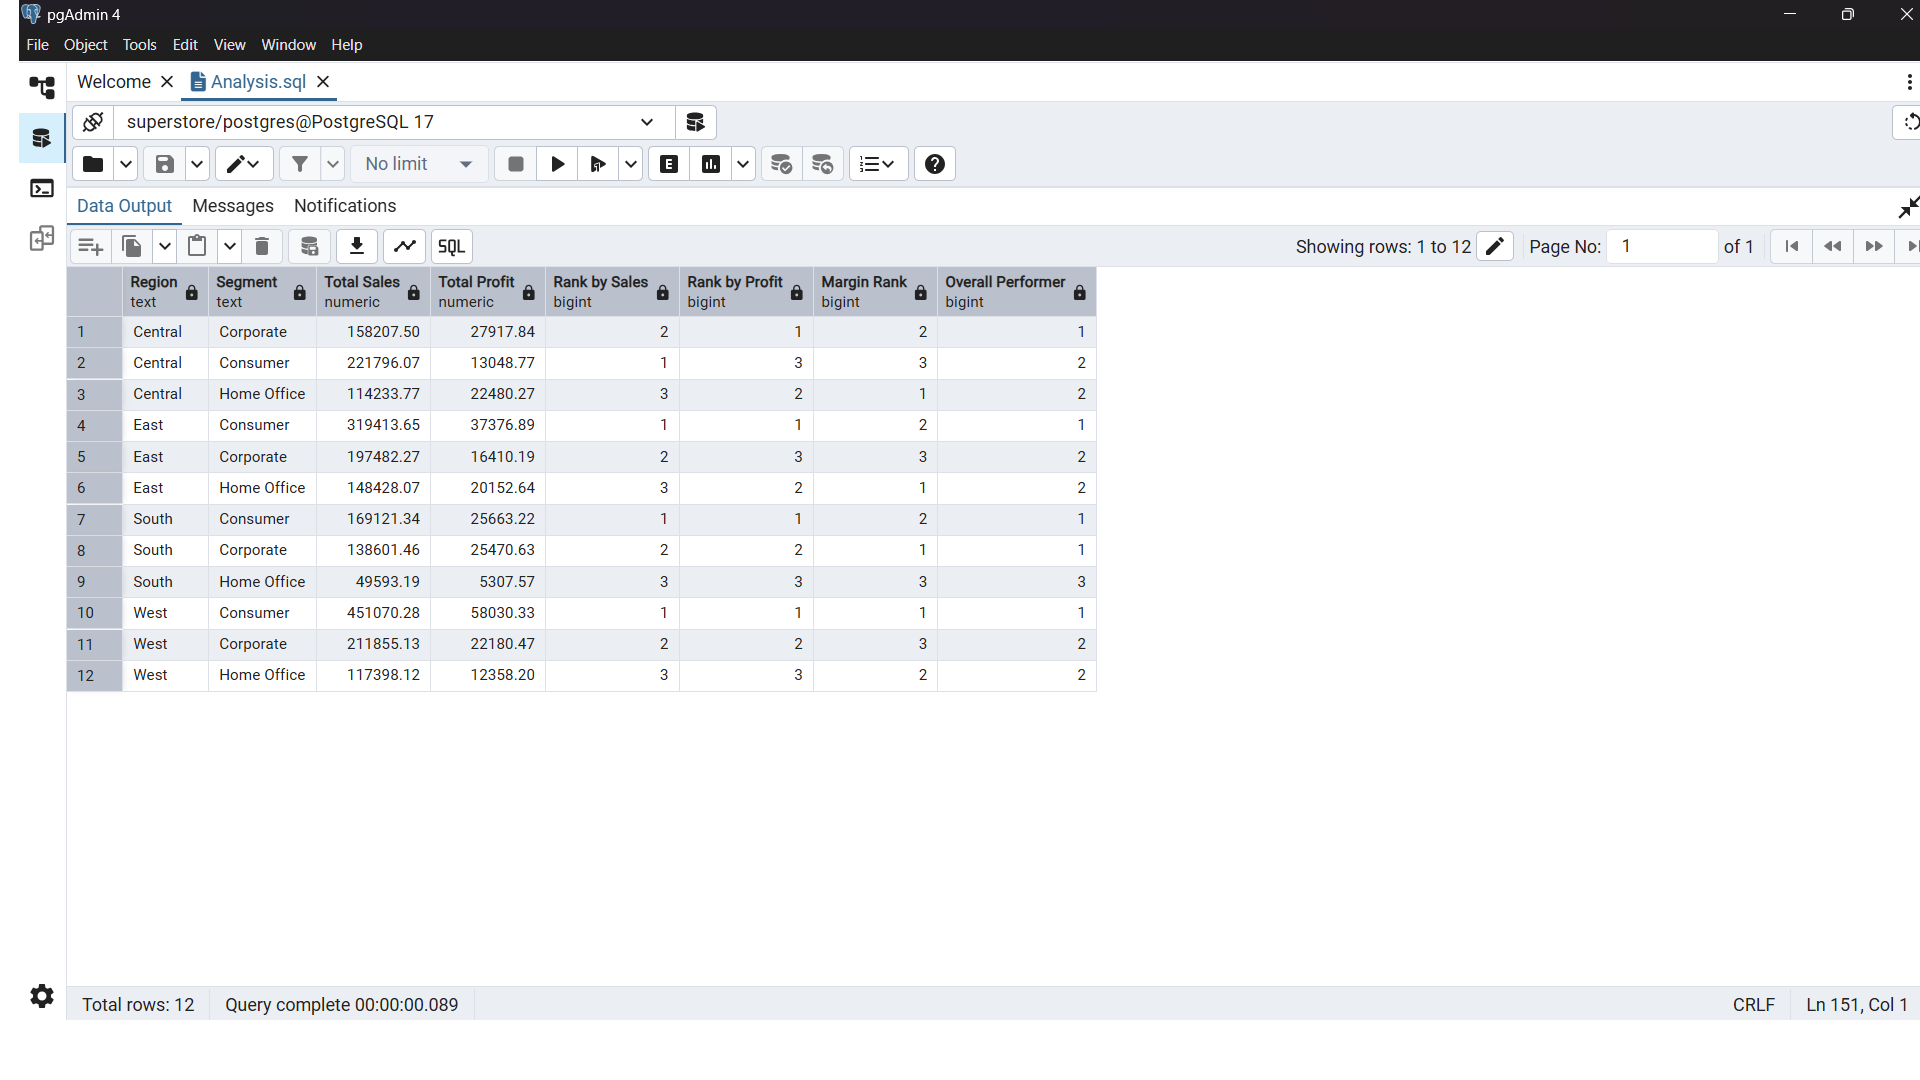 pgAdmin 4
File Object Tools Edit View Window Help
Welcome Analysis.sql
superstore/postgres@PostgreSQL 17
No limit E
Data Output Messages Notifications
SQL Showing rows: 1 to 12 Page No: 1 of 1
Region Segment Total Sales Total Profit Rank by Sales Rank by Profit Margin Rank Overall Performer
text text numeric numeric bigint bigint bigint bigint
1 Central Corporate 158207.50 27917.84 2 1 2 1
2 Central Consumer 221796.07 13048.77 1 3 3 2
3 Central Home Office 114233.77 22480.27 3 2 1 2
4 East Consumer 319413.65 37376.89 1 1 2 1
5 East Corporate 197482.27 16410.19 2 3 3 2
6 East Home Office 148428.07 20152.64 3 2 1 2
7 South Consumer 169121.34 25663.22 1 1 2 1
8 South Corporate 138601.46 25470.63 2 2 1 1
9 South Home Office 49593.19 5307.57 3 3 3 3
10 West Consumer 451070.28 58030.33 1 1 1 1
11 West Corporate 211855.13 22180.47 2 2 3 2
12 West Home Office 117398.12 12358.20 3 3 2 2
Total rows: 12 Query complete 00:00:00.089 CRLF Ln 151, Col 1